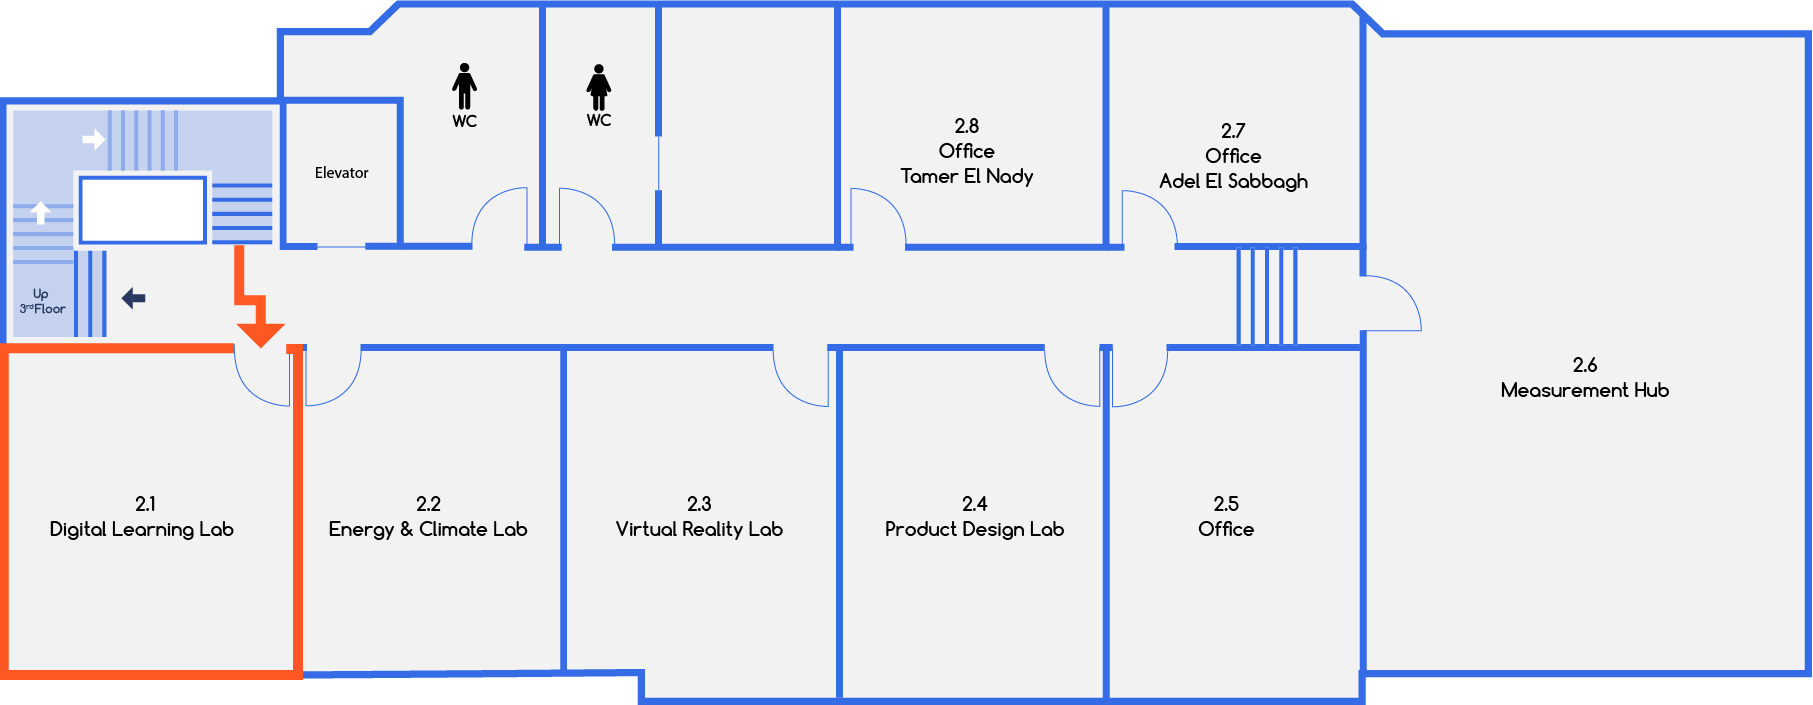 WC
WC
Elevator
2.8
Office
Tamer El Nady
2.7
Office
Adel El Sabbagh
Up
3rdFloor
2.6
Measurement Hub
2.1
Digital Learning Lab
2.2
Energy & Climate Lab
2.3
Virtual Reality Lab
2.4
Product Design Lab
2.5
Office